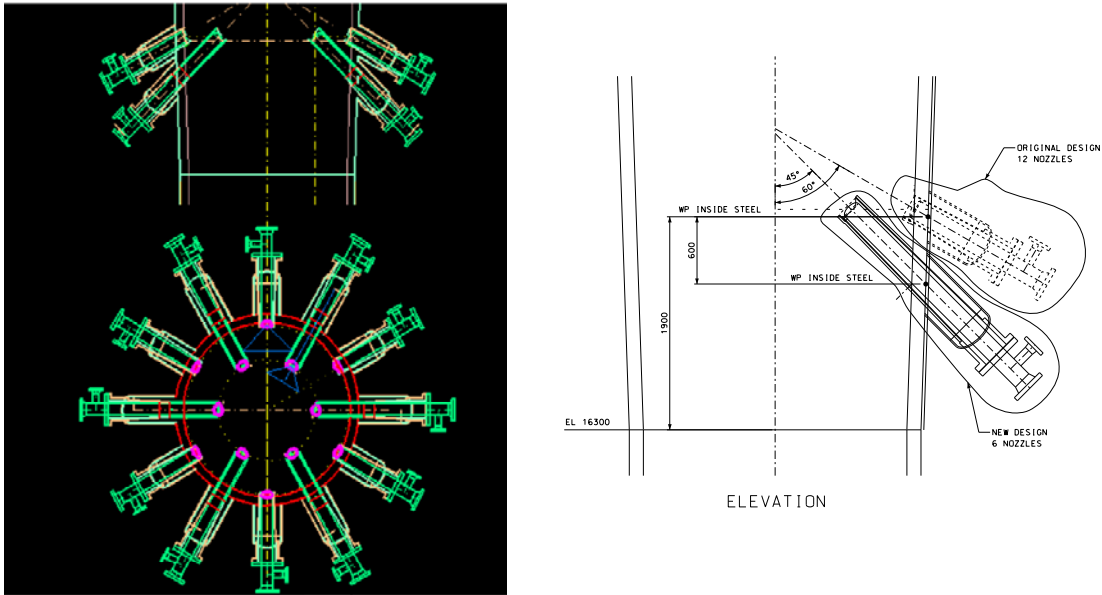 ORIGINAL DESIGN
12 NOZZLES
45°
60°
WP INSIDE STEEL
600
WP INSIDE STEEL
1900
EL 16300
NEW DESIGN
6 NOZZLES
ELEVATION